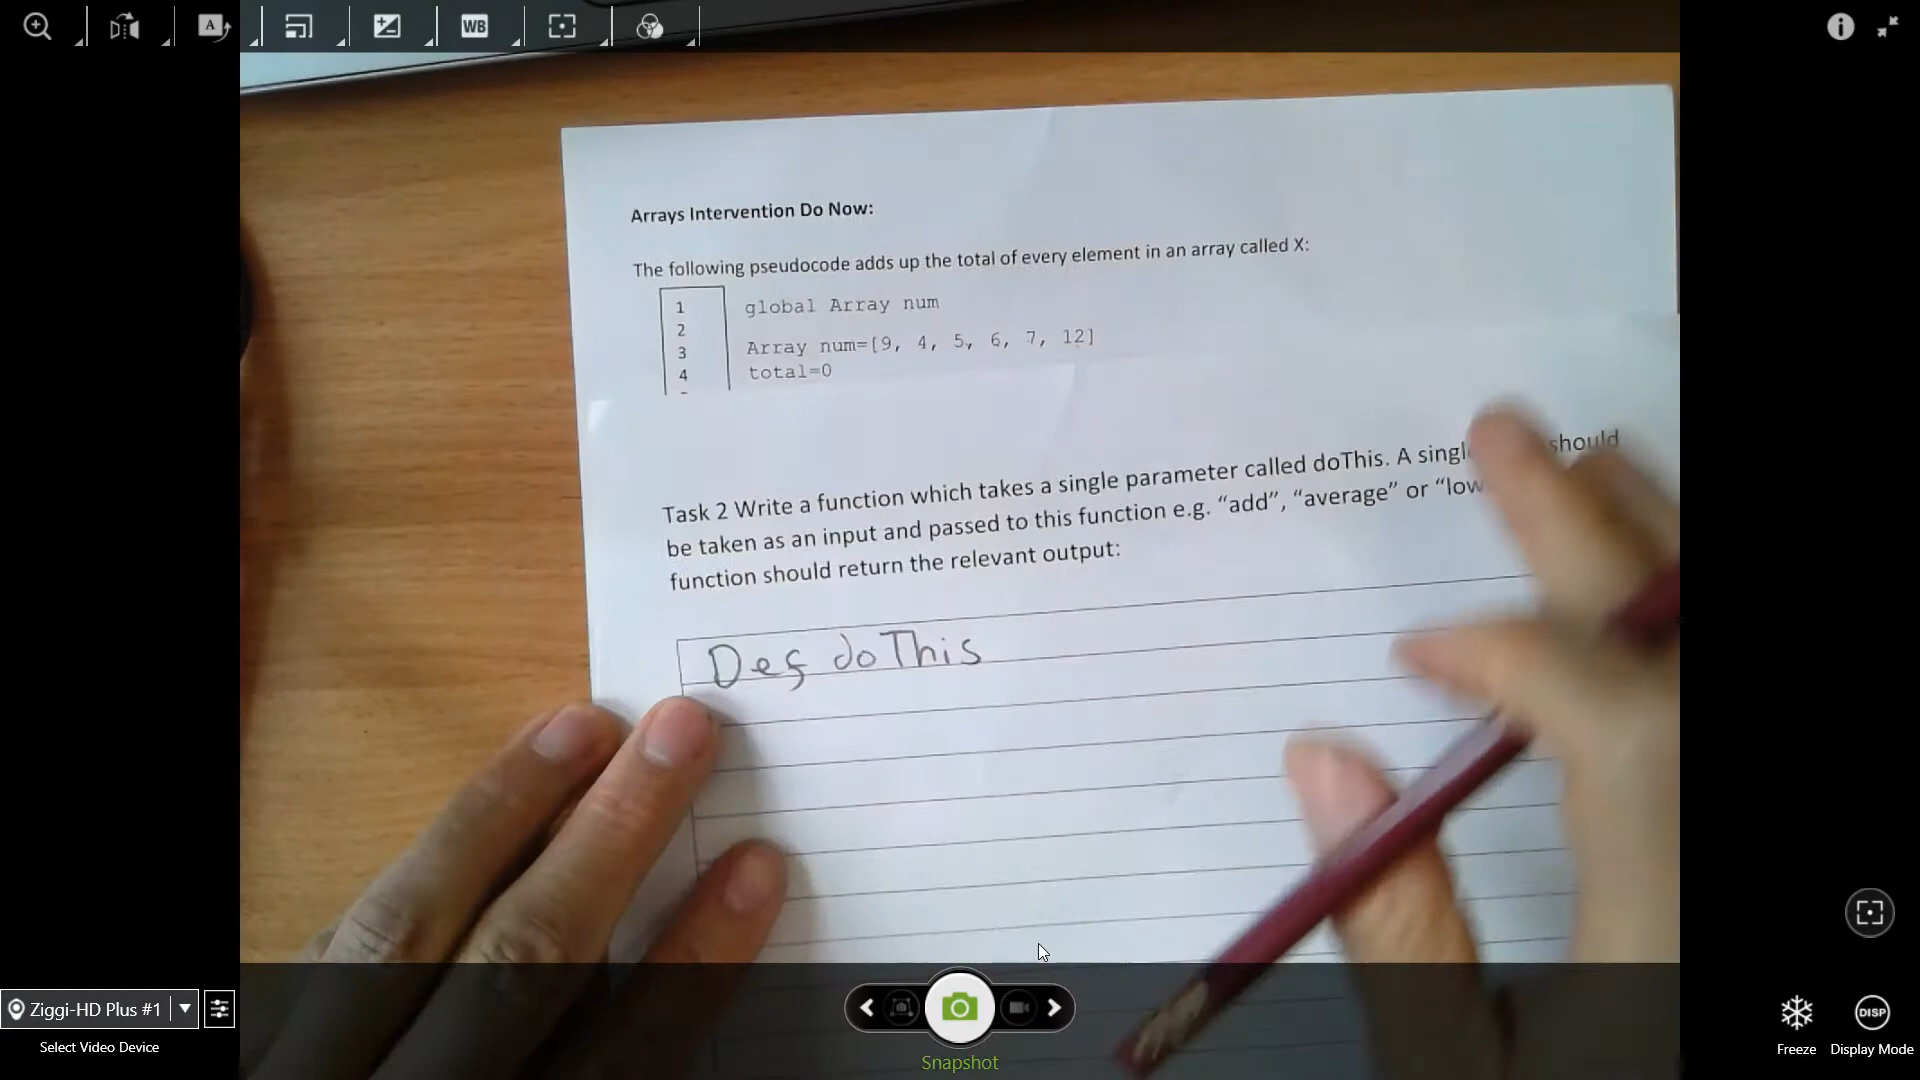 A
WB
Arrays Intervention Do Now:
The following pseudocode adds up the total of every element in an array called X:
1 global Array num
2
3 Array num=[9, 4, 5, 6, 7, 12]
4 total=0
Task 2 Write a function which takes a single parameter called doThis. A should
be taken as an input and passed to this function e.g. “add”, “average” or
function should return the relevant output:
Def doThis
Ziggi-HD Plus #1
Select Video Device
Snapshot
Freeze
DISP
Display Mode